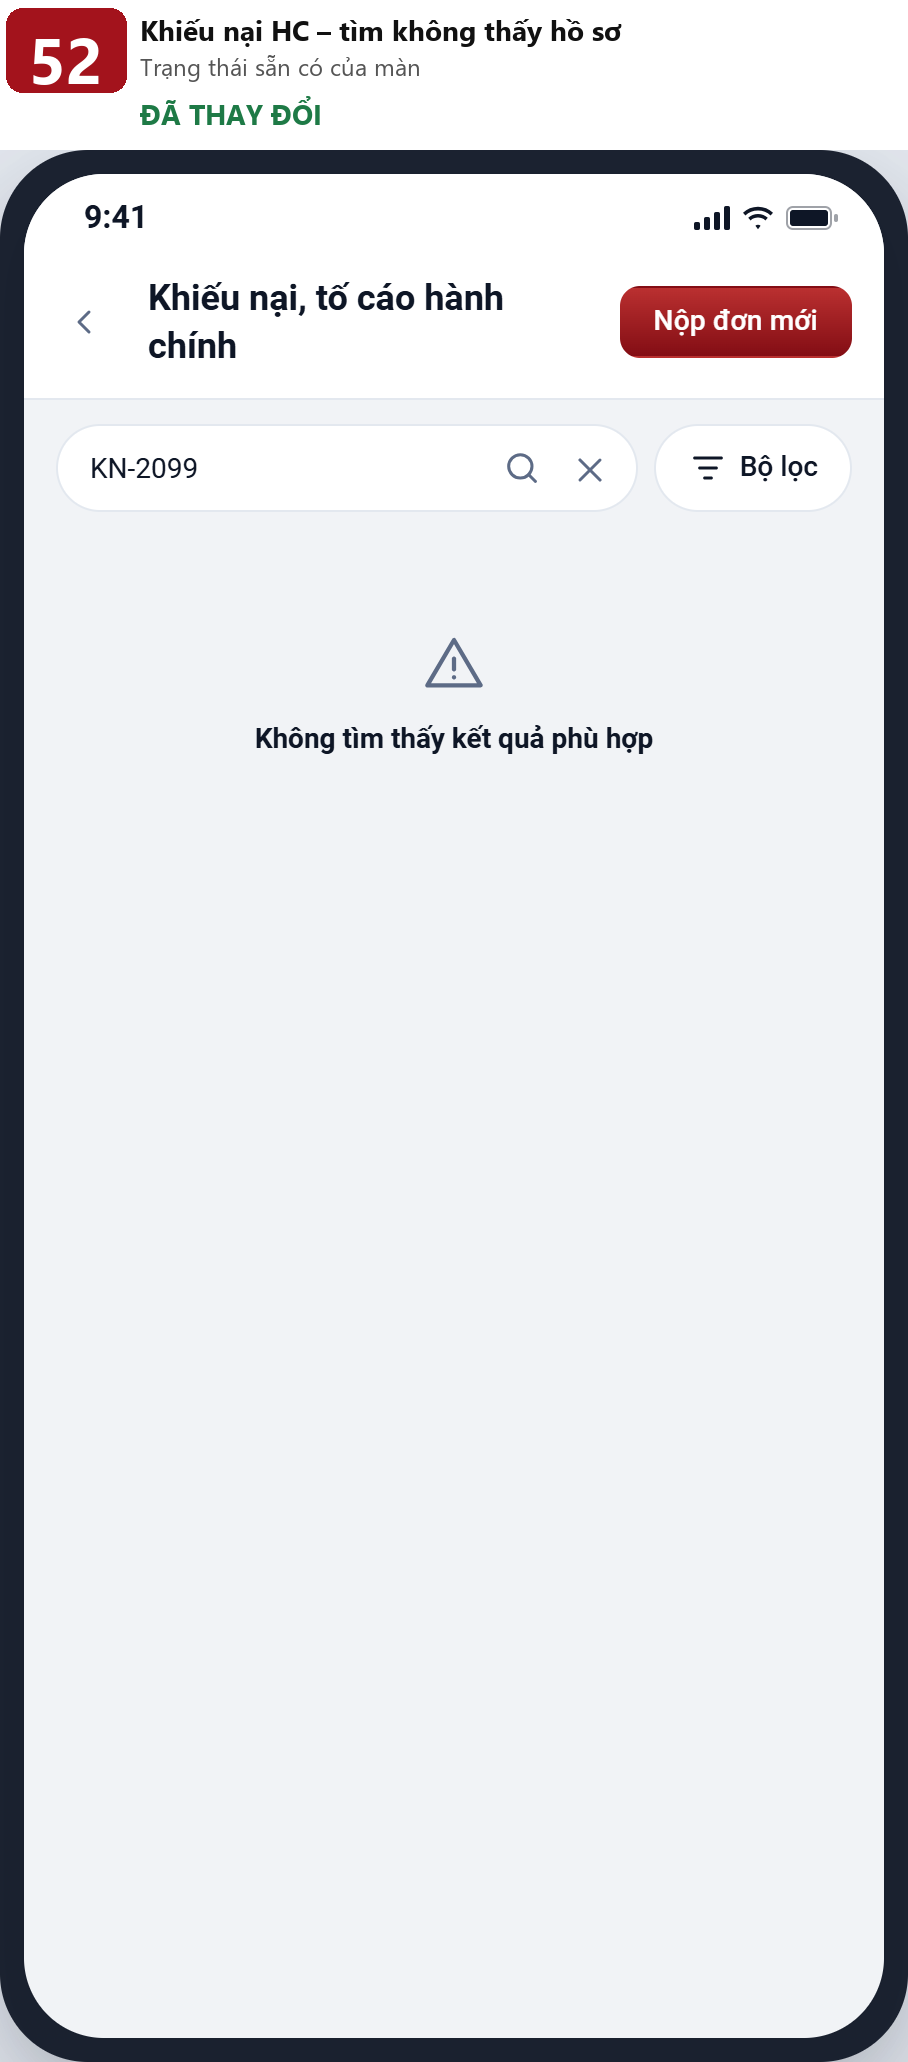 52
Khiếu nại HC – tìm không thấy hồ sơ
Trạng thái sẵn có của màn
ĐÃ THAY ĐỔI
9:41
Khiếu nại, tố cáo hành
chính
Nộp đơn mới
KN-2099
Bộ lọc
Không tìm thấy kết quả phù hợp